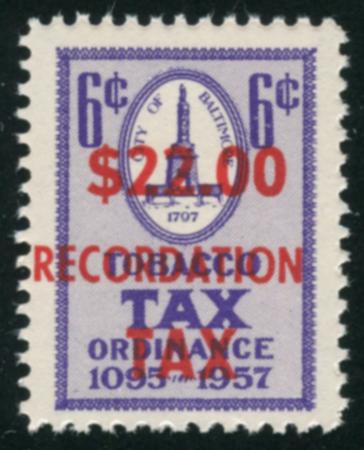 6¢ 6¢
CITY OF BALTIMORE
$22.00
1797
RECORDATION
TOBACCO
TAX
TAX
ORDINANCE
1095 1957